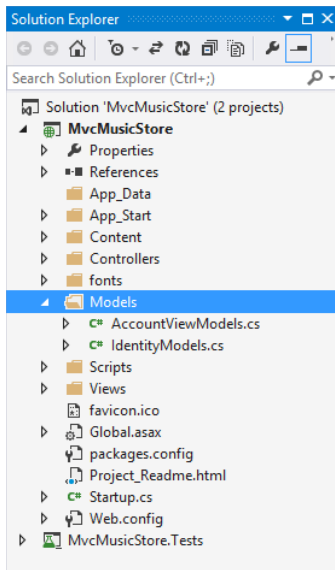 Solution Explorer
Search Solution Explorer (Ctrl+;)
Solution 'MvcMusicStore' (2 projects)
MvcMusicStore
Properties
References
App_Data
App_Start
Content
Controllers
fonts
Models
C# AccountViewModels.cs
C# IdentityModels.cs
Scripts
Views
favicon.ico
Global.asax
packages.config
Project_Readme.html
C# Startup.cs
Web.config
MvcMusicStore.Tests